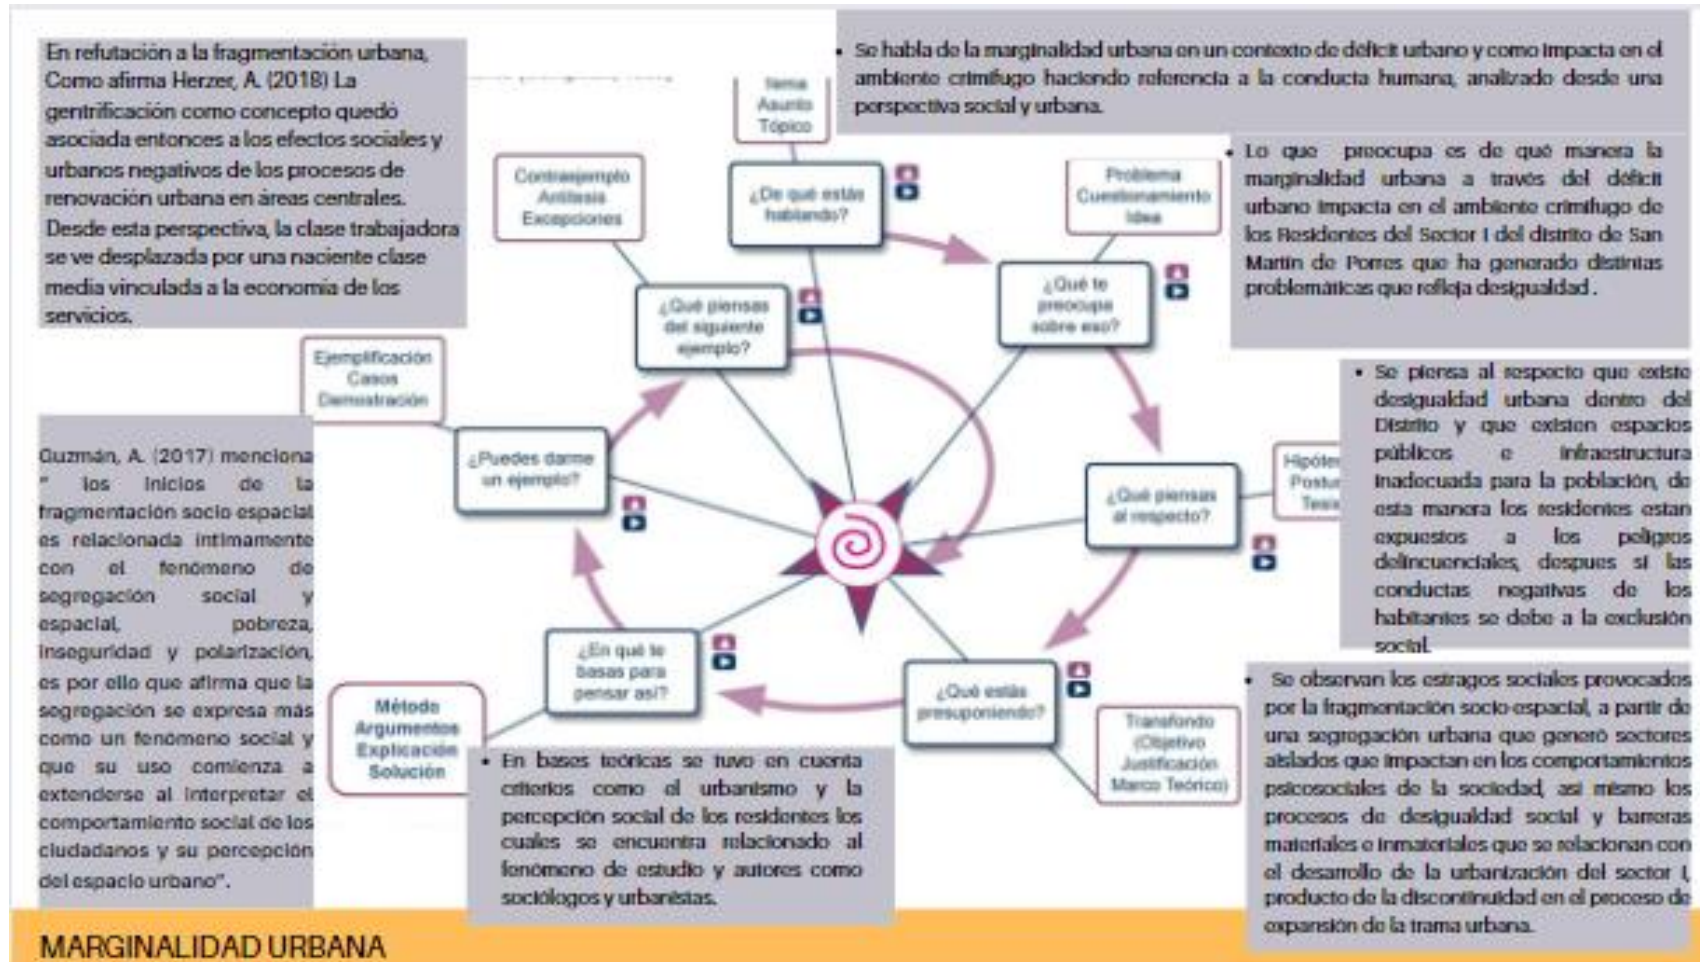 En refutación a la fragmentación urbana,
Como afirma Herzer, A. (2018) La
gentrificación como concepto quedó
asociada entonces a los efectos sociales y
urbanos negativos de los procesos de
renovación urbana en áreas centrales.
Desde esta perspectiva, la clase trabajadora
se ve desplazada por una naciente clase
media vinculada a la economía de los
servicios.
Tema
Asunto
Tópico
• Se habla de la marginalidad urbana en un contexto de déficit urbano y como impacta en el
ambiente crimífugo haciendo referencia a la conducta humana, analizado desde una
perspectiva social y urbana.
¿De qué estás
hablando?
Problema
Cuestionamiento
Idea
• Lo que preocupa es de qué manera la
marginalidad urbana a través del déficit
urbano impacta en el ambiente crimífugo de
los Residentes del Sector I del distrito de San
Martín de Porres que ha generado distintas
problemáticas que refleja desigualdad .
¿Qué te
preocupa
sobre eso?
Contraejemplo
Antítesis
Excepciones
¿Qué piensas
del siguiente
ejemplo?
Ejemplificación
Casos
Demostración
¿Puedes darme
un ejemplo?
Guzmán, A. (2017) menciona
" los inicios de la
fragmentación socio espacial
es relacionada íntimamente
con el fenómeno de
segregación social y
espacial, pobreza,
inseguridad y polarización,
es por ello que afirma que la
segregación se expresa más
como un fenómeno social y
que su uso comienza a
extenderse al interpretar el
comportamiento social de los
ciudadanos y su percepción
del espacio urbano".
¿Qué piensas
al respecto?
Hipóte
Postu
Tesi
• Se piensa al respecto que existe
desigualdad urbana dentro del
Distrito y que existen espacios
públicos e infraestructura
inadecuada para la población, de
esta manera los residentes estan
expuestos a los peligros
delincuenciales, despues si las
conductas negativas de los
habitantes se debe a la exclusión
social.
¿Qué estás
presuponiendo?
Transfondo
(Objetivo
Justificación
Marco Teórico)
• Se observan los estragos sociales provocados
por la fragmentación socio-espacial, a partir de
una segregación urbana que generó sectores
aislados que impactan en los comportamientos
psicosociales de la sociedad, así mismo los
procesos de desigualdad social y barreras
materiales e inmateriales que se relacionan con
el desarrollo de la urbanización del sector I,
producto de la discontinuidad en el proceso de
expansión de la trama urbana.
¿En qué te
basas para
pensar así?
Método
Argumentos
Explicación
Solución
• En bases teóricas se tuvo en cuenta
criterios como el urbanismo y la
percepción social de los residentes los
cuales se encuentra relacionado al
fenómeno de estudio y autores como
sociólogos y urbanistas.
MARGINALIDAD URBANA